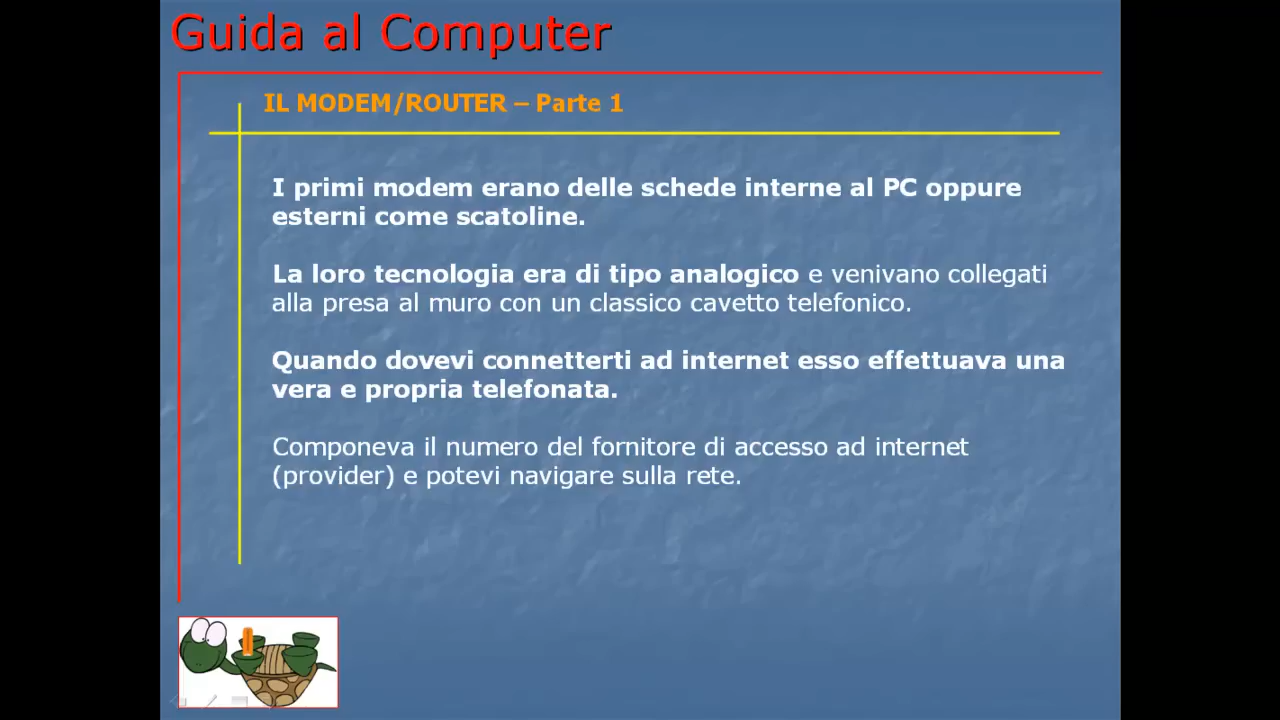 Guida al Computer
IL MODEM/ROUTER – Parte 1
I primi modem erano delle schede interne al PC oppure
esterni come scatoline.
La loro tecnologia era di tipo analogico e venivano collegati
alla presa al muro con un classico cavetto telefonico.
Quando dovevi connetterti ad internet esso effettuava una
vera e propria telefonata.
Componeva il numero del fornitore di accesso ad internet
(provider) e potevi navigare sulla rete.